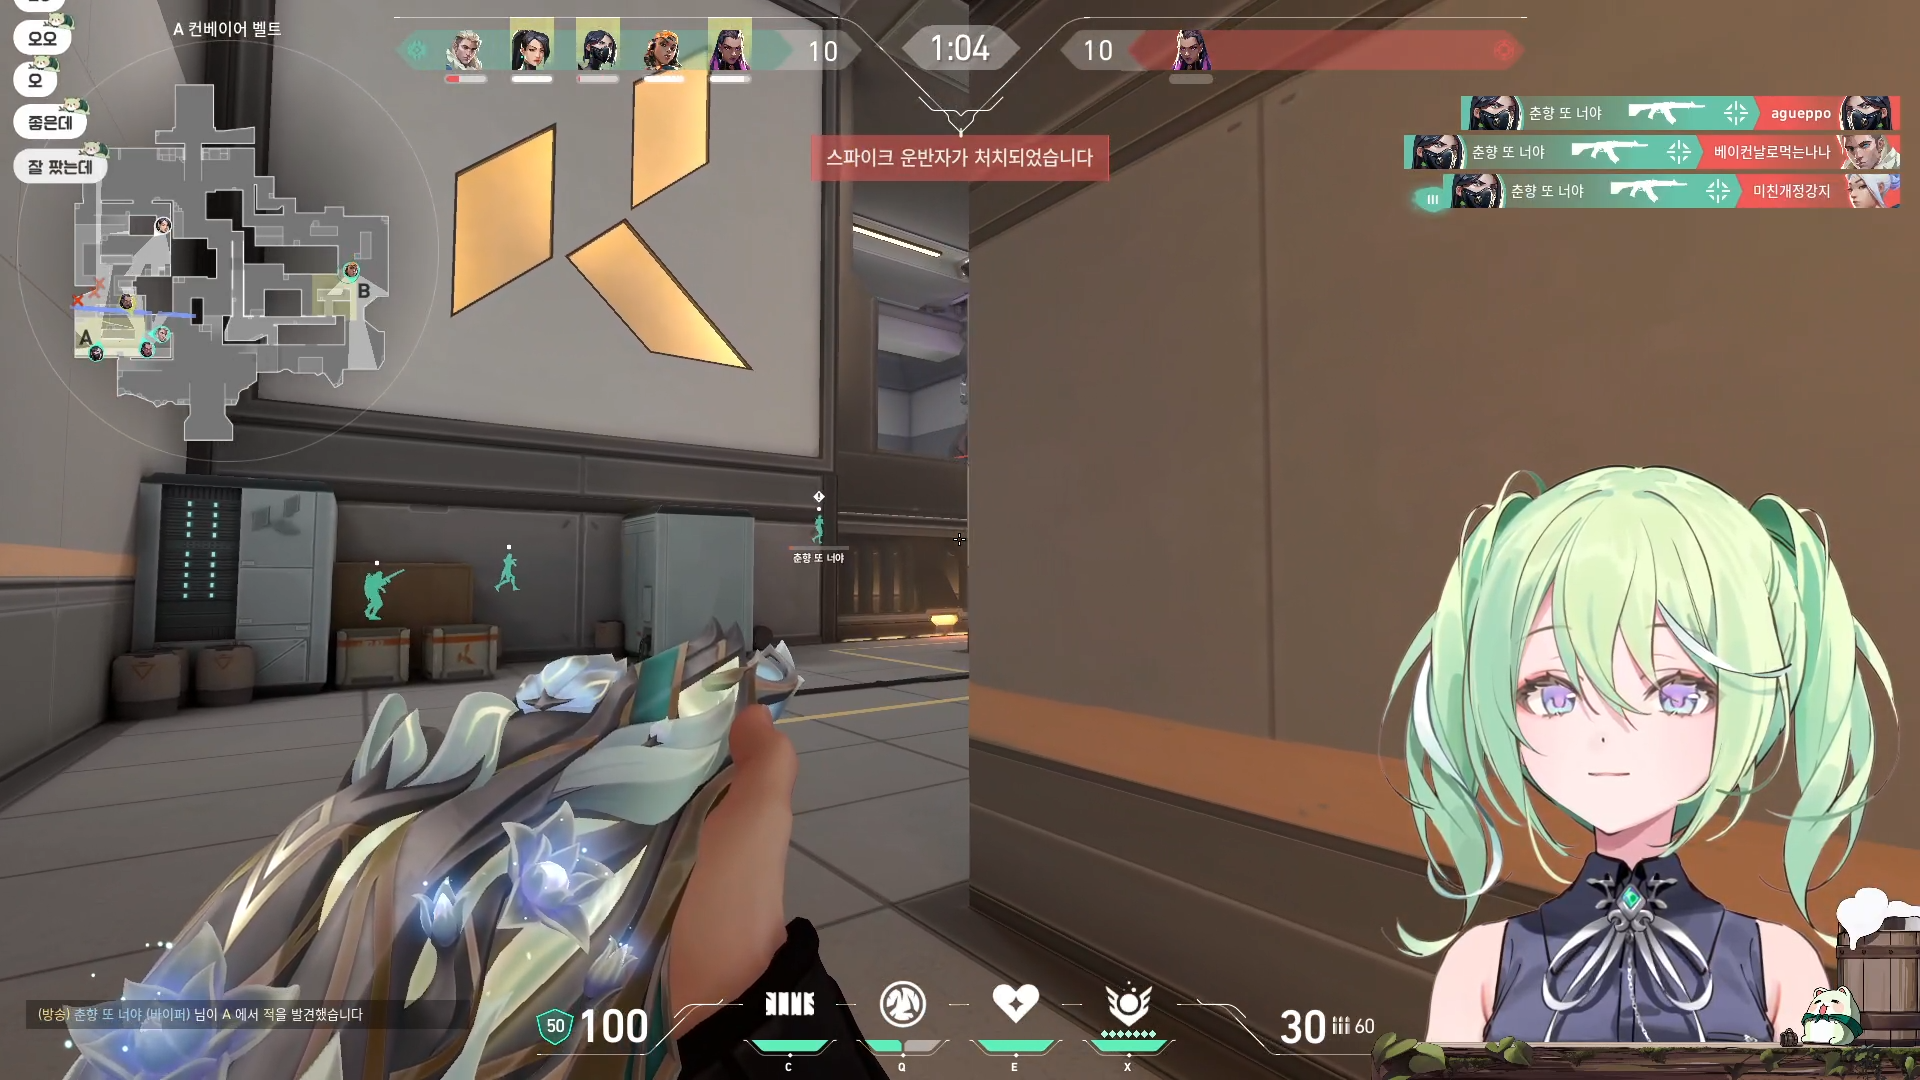 오오
오
좋은데
잘 팠는데
A 컨베이어 벨트
10
1:04
10
스파이크 운반자가 처치되었습니다
춘향 또 너야 agueppo
춘향 또 너야 베이컨날로먹는나나
춘향 또 너야 미친개정강지
A
B
춘향 또 너야
(방송) 춘향 또 너야 (바이퍼) 님이 A 에서 적을 발견했습니다
50 100
C
Q
E
X
30 60